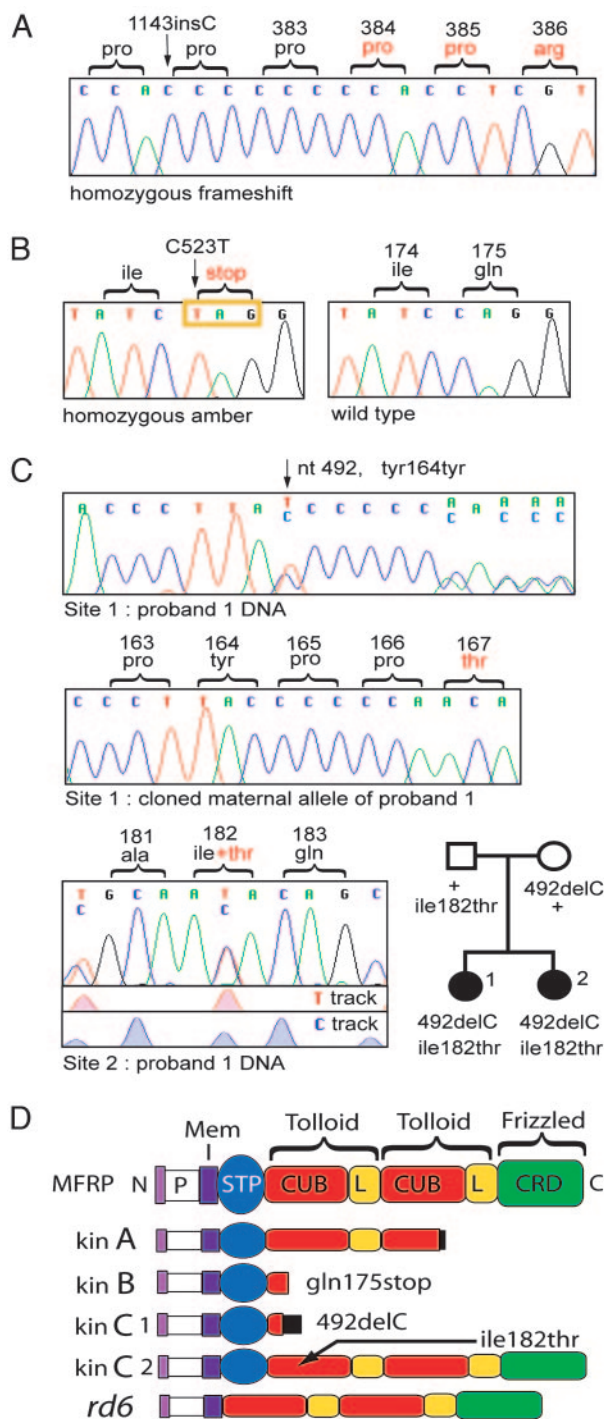 A
1143insC
pro pro 383 pro 384 pro 385 pro 386 arg
C C A C C C C C C C C A C C T C G T
homozygous frameshift
B
C523T
ile stop
T A T C T A G G
homozygous amber
174 ile 175 gln
T A T C C A G G
wild type
C
nt 492, tyr164tyr
A C C C T T A T C C C C C A A A A A
C C C C C
Site 1 : proband 1 DNA
163 pro 164 tyr 165 pro 166 pro 167 thr
C C C T T A C C C C C C A A C A
Site 1 : cloned maternal allele of proband 1
181 ala 182 ile+thr 183 gln
T G C A A T A C A G C
C C
T track
C track
Site 2 : proband 1 DNA
+
ile182thr
492delC
+
1
2
492delC
ile182thr
492delC
ile182thr
D
Mem Tolloid Tolloid Frizzled
MFRP N P STP CUB L CUB L CRD C
kin A
kin B gln175stop
kin C 1 492delC
ile182thr
kin C 2
rd6